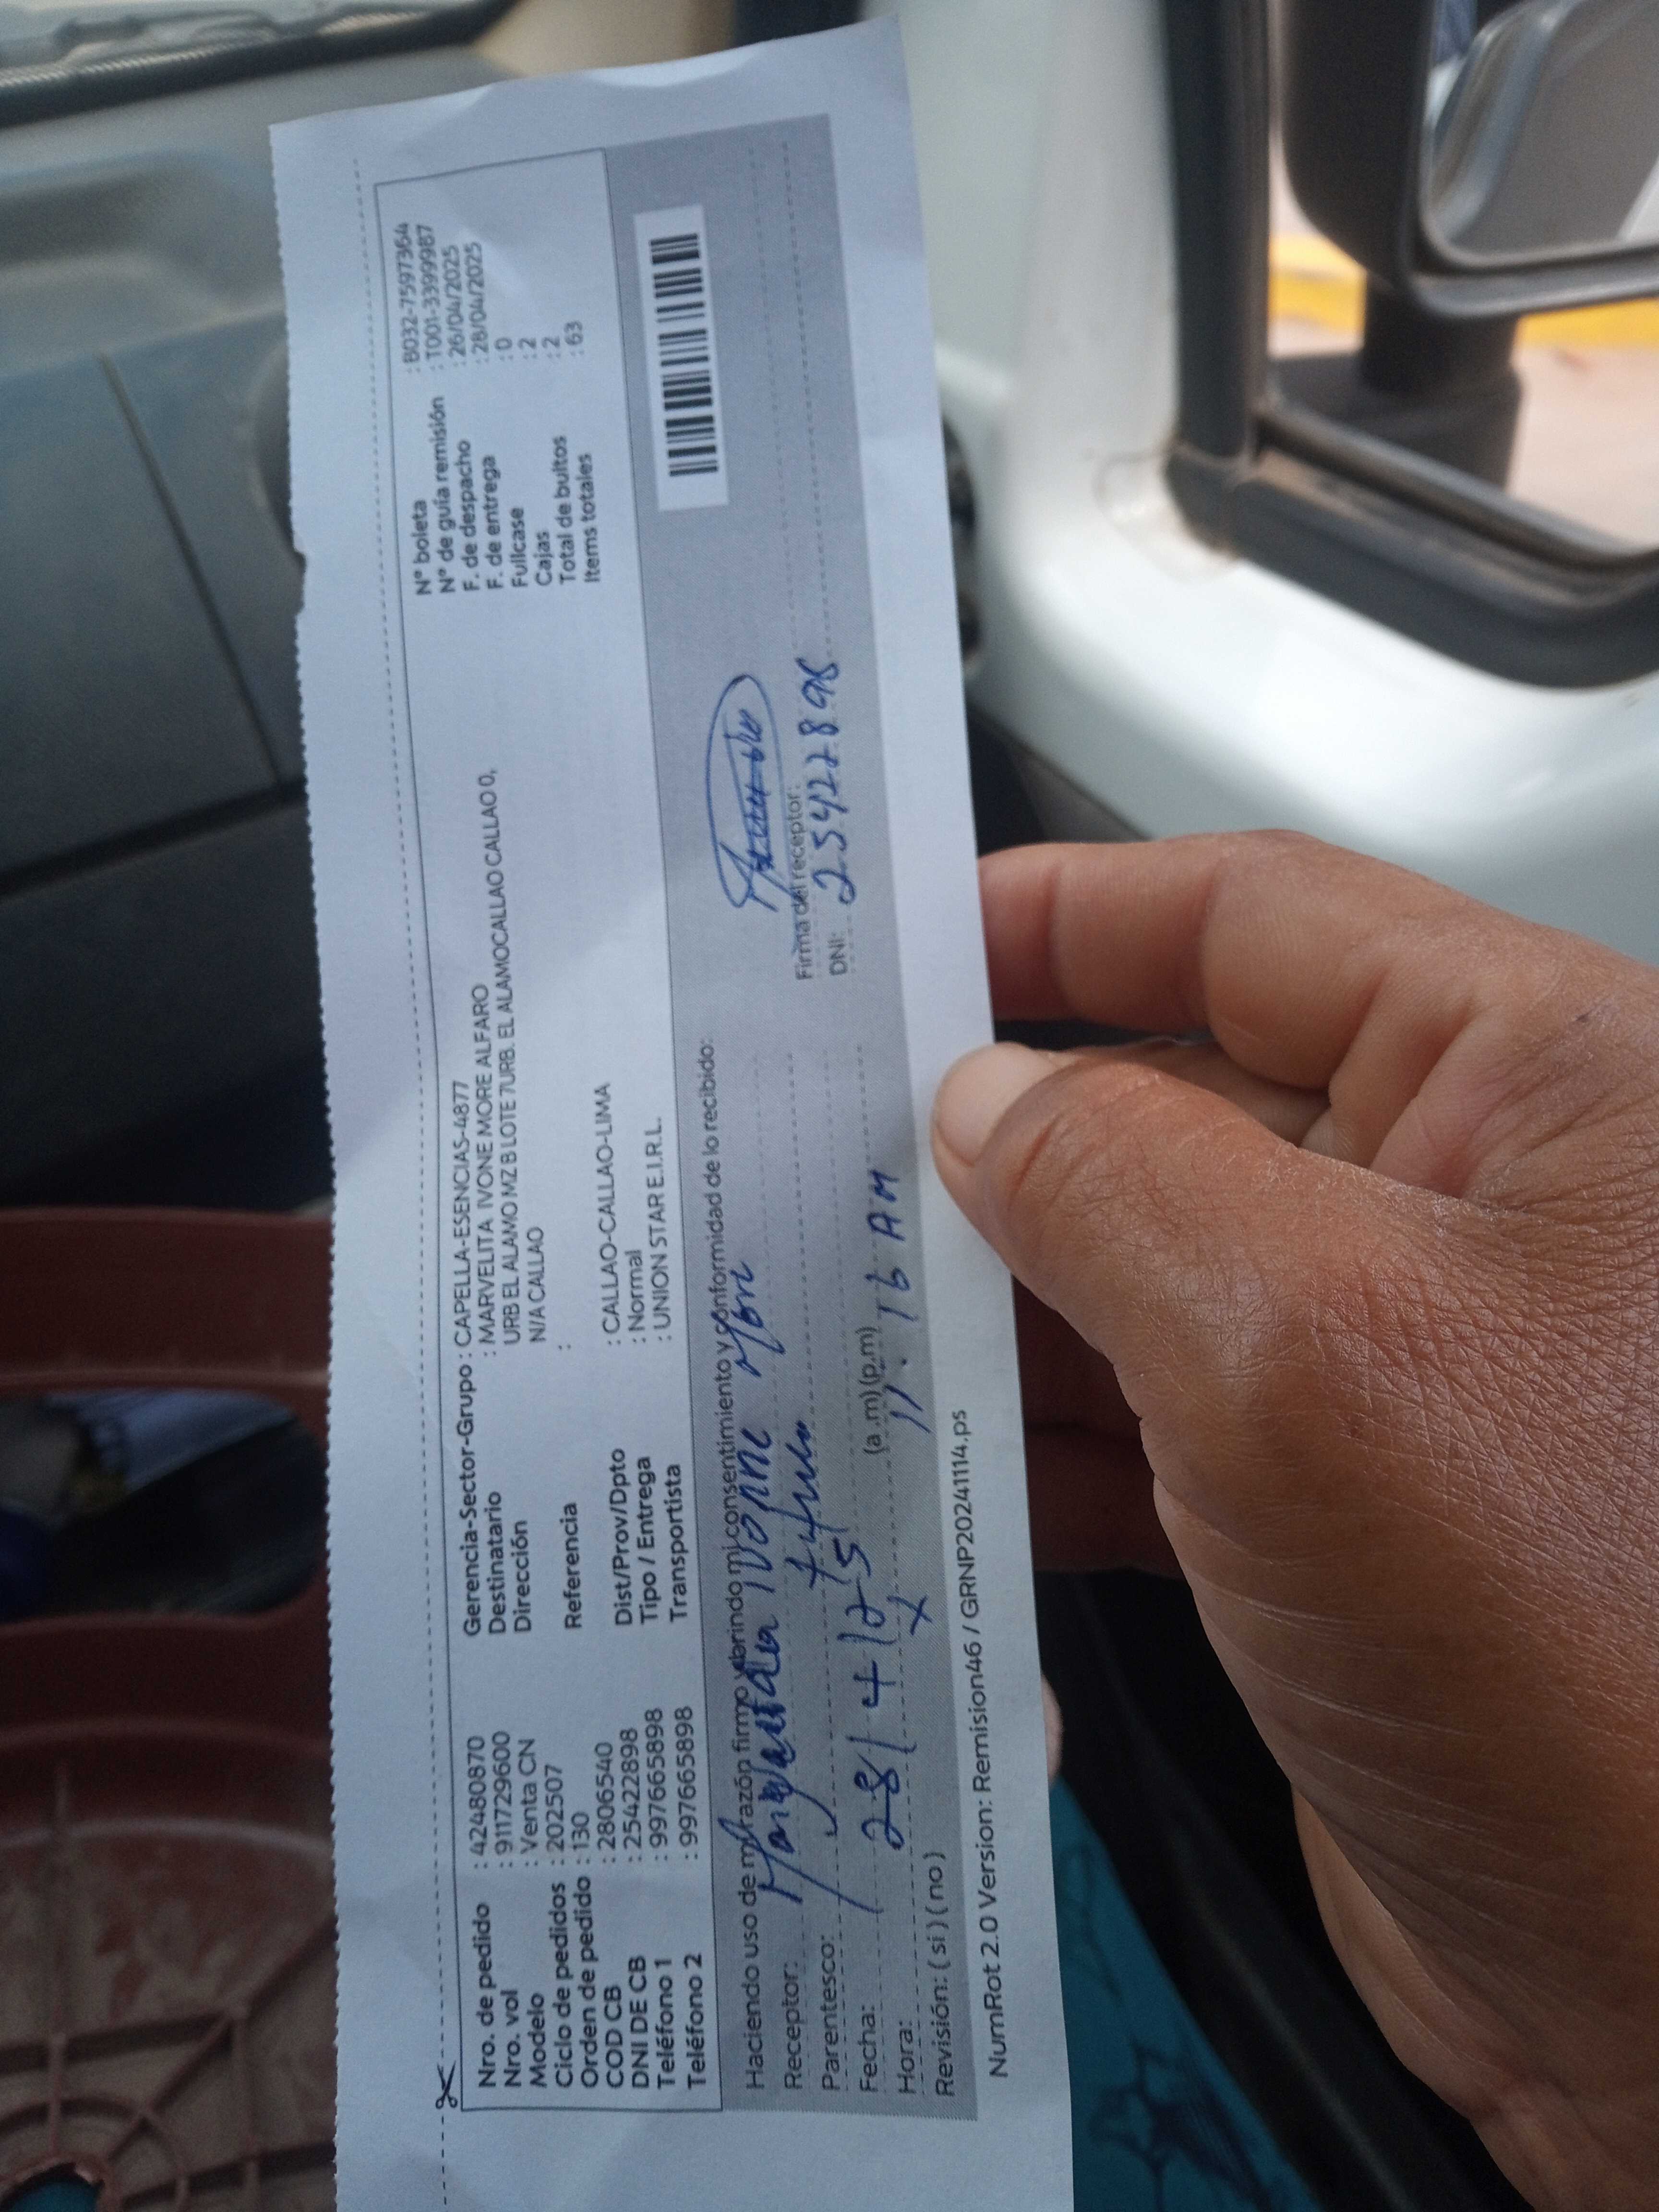 Nro. de pedido : 42480870
Nro. vol : 911729600
Modelo : Venta CN
Ciclo de pedidos : 202507
Orden de pedido : 130
COD CB : 2806540
DNI DE CB : 25422898
Teléfono 1 : 997665898
Teléfono 2 : 997665898
Gerencia-Sector-Grupo : CAPELLA-ESENCIAS-4877
Destinatario : MARVELITA IVONE MORE ALFARO
Dirección URB EL ALAMO MZ B LOTE 7URB. EL ALAMOCALLAO CALLAO 0,
N/A CALLAO
Referencia :
Dist/Prov/Dpto : CALLAO-CALLAO-LIMA
Tipo / Entrega : Normal
Transportista : UNION STAR E.I.R.L.
N° boleta : B032-7597364
N° de guía remisión : T001-33999987
F. de despacho : 26/04/2025
F. de entrega : 28/04/2025
Fullcase : 0
Cajas : 2
Total de bultos : 2
Items totales : 63
Haciendo uso de mi razón firmo y brindo mi consentimiento y conformidad de lo recibido:
Receptor: Ivonne
Parentesco:
Fecha: 28/4/25
Hora: (a.m) (p.m) 11:16 AM
Revisión: ( si ) ( no ) X
Firma del receptor:
DNI: 25422898
NumRot 2.0 Version: Remision46 / GRNP20241114.ps